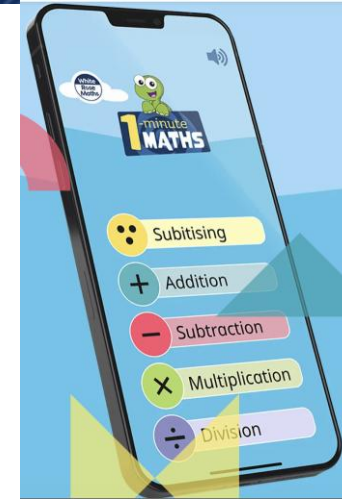 White
Rose
Maths
1-minute
MATHS
Subitising
+ Addition
− Subtraction
× Multiplication
÷ Division